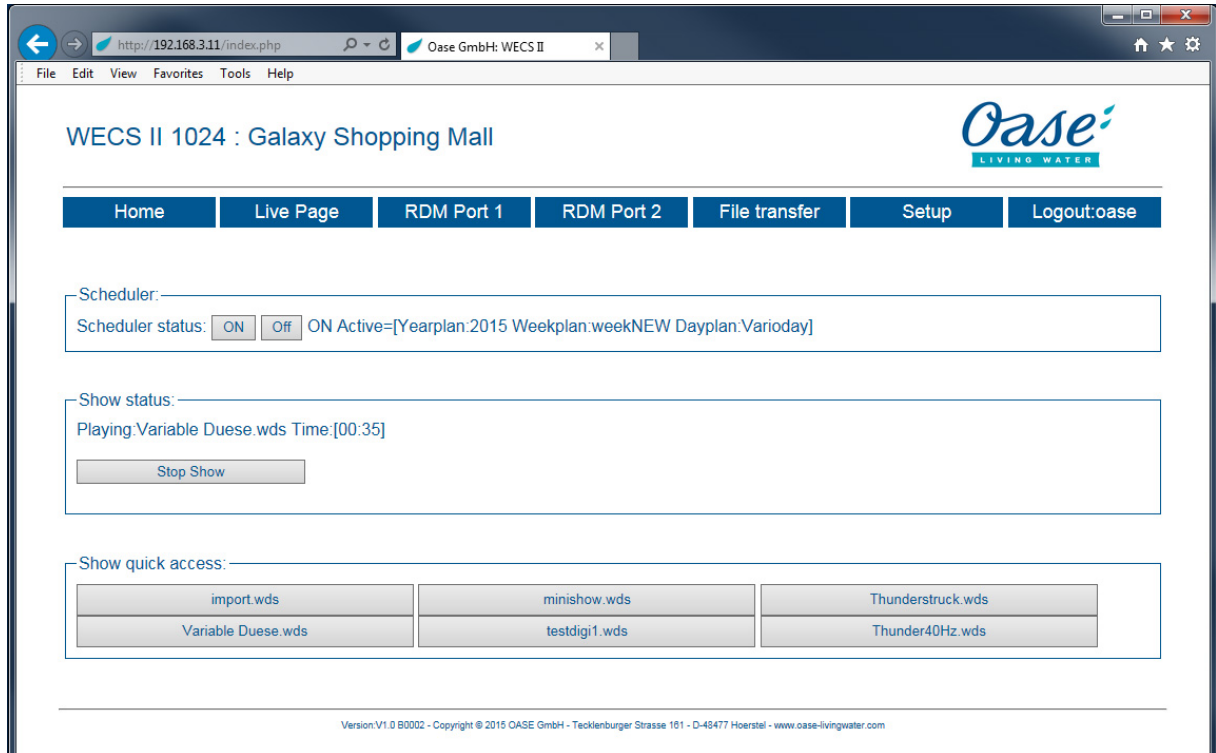 http://192.168.3.11/index.php
Oase GmbH: WECS II
File Edit View Favorites Tools Help
WECS II 1024 : Galaxy Shopping Mall
Oase
LIVING WATER
Home Live Page RDM Port 1 RDM Port 2 File transfer Setup Logout:oase
Scheduler:
Scheduler status: ON Off ON Active=[Yearplan:2015 Weekplan:weekNEW Dayplan:Varioday]
Show status:
Playing:Variable Duese.wds Time:[00:35]
Stop Show
Show quick access:
import.wds minishow.wds Thunderstruck.wds
Variable Duese.wds testdigi1.wds Thunder40Hz.wds
Version:V1.0 B0002 - Copyright © 2015 OASE GmbH - Tecklenburger Strasse 161 - D-48477 Hoerstel - www.oase-livingwater.com